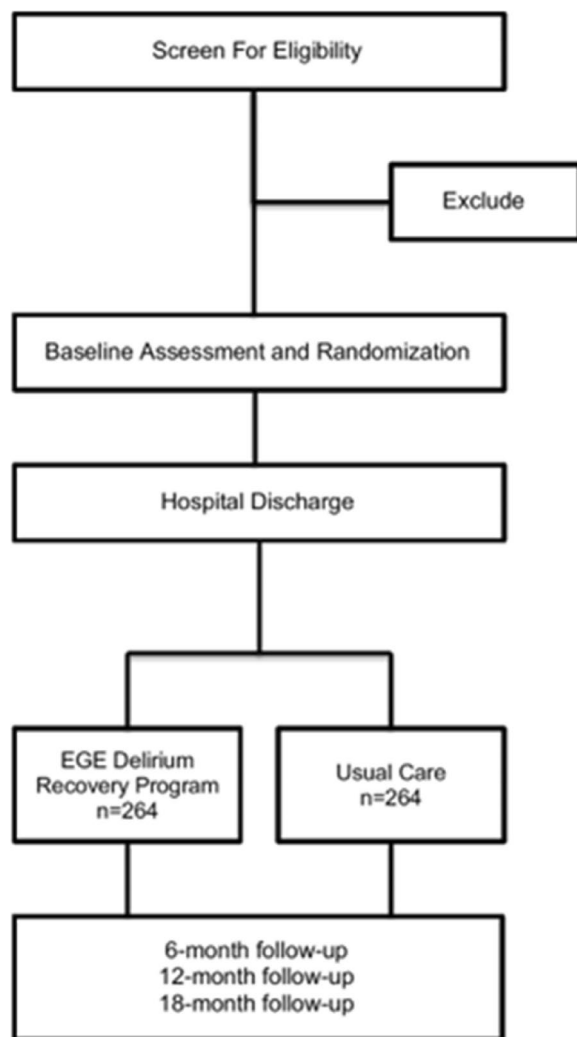 Screen For Eligibility
Exclude
Baseline Assessment and Randomization
Hospital Discharge
EGE Delirium
Recovery Program
n=264
Usual Care
n=264
6-month follow-up
12-month follow-up
18-month follow-up